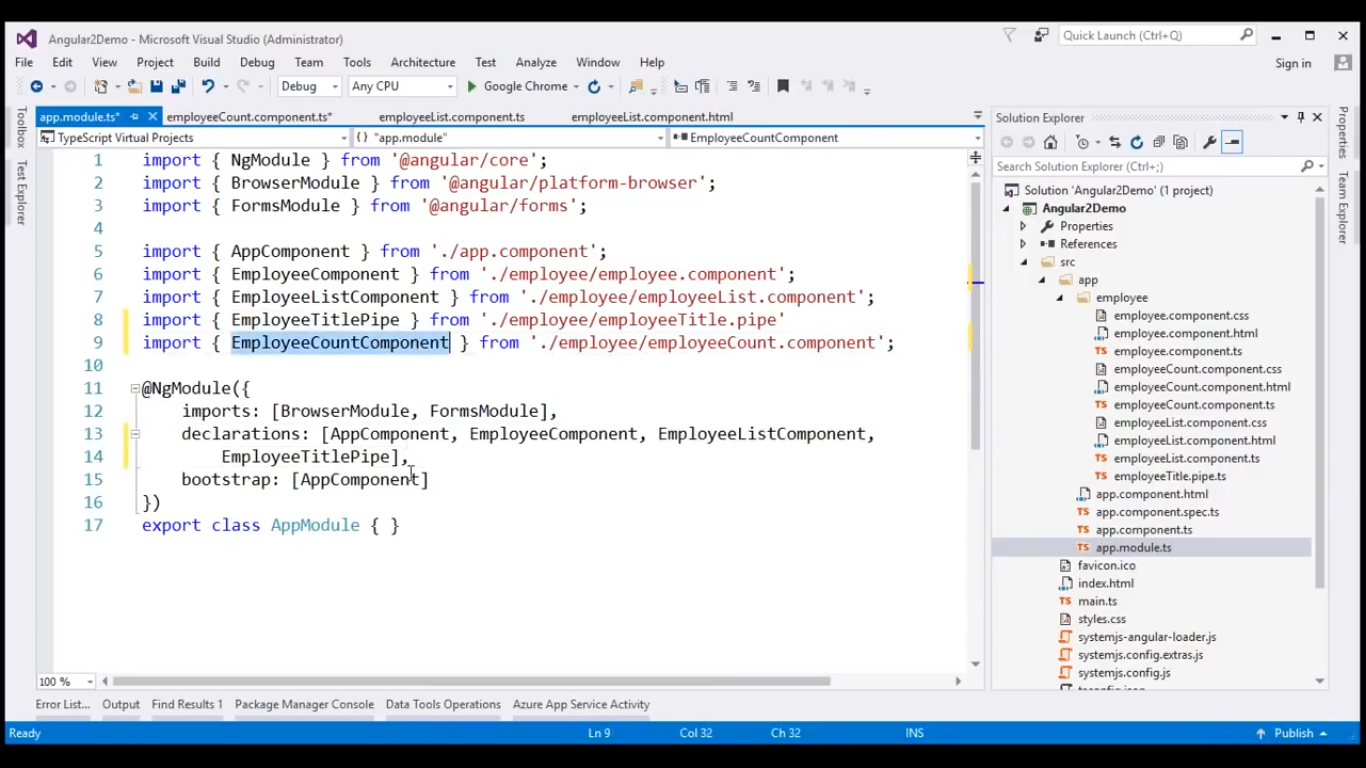 Angular2Demo - Microsoft Visual Studio (Administrator)
Quick Launch (Ctrl+Q)
File Edit View Project Build Debug Team Tools Architecture Test Analyze Window Help
Sign in
Debug Any CPU Google Chrome
app.module.ts* employeeCount.component.ts* employeeList.component.ts employeeList.component.html
TypeScript Virtual Projects {} "app.module" EmployeeCountComponent
Toolbox
Test Explorer
1 import { NgModule } from '@angular/core';
2 import { BrowserModule } from '@angular/platform-browser';
3 import { FormsModule } from '@angular/forms';
4
5 import { AppComponent } from './app.component';
6 import { EmployeeComponent } from './employee/employee.component';
7 import { EmployeeListComponent } from './employee/employeeList.component';
8 import { EmployeeTitlePipe } from './employee/employeeTitle.pipe'
9 import { EmployeeCountComponent } from './employee/employeeCount.component';
10
11 @NgModule({
12 imports: [BrowserModule, FormsModule],
13 declarations: [AppComponent, EmployeeComponent, EmployeeListComponent,
14 EmployeeTitlePipe],
15 bootstrap: [AppComponent]
16 })
17 export class AppModule { }
100 %
Solution Explorer
Search Solution Explorer (Ctrl+;)
Solution 'Angular2Demo' (1 project)
Angular2Demo
Properties
References
src
app
employee
employee.component.css
employee.component.html
TS employee.component.ts
employeeCount.component.css
employeeCount.component.html
TS employeeCount.component.ts
employeeList.component.css
employeeList.component.html
TS employeeList.component.ts
TS employeeTitle.pipe.ts
app.component.html
TS app.component.spec.ts
TS app.component.ts
TS app.module.ts
favicon.ico
index.html
TS main.ts
styles.css
systemjs-angular-loader.js
systemjs.config.extras.js
systemjs.config.js
Properties
Team Explorer
Error List... Output Find Results 1 Package Manager Console Data Tools Operations Azure App Service Activity
Ready Ln 9 Col 32 Ch 32 INS Publish